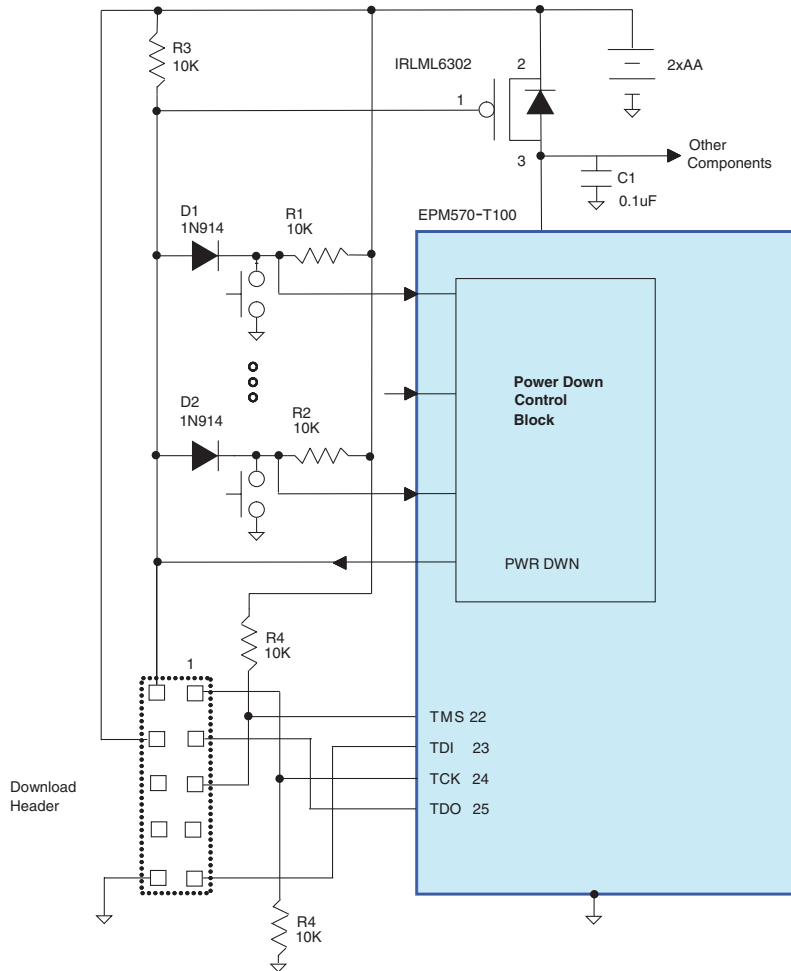 R3
10K
IRLML6302
2
1
3
2xAA
Other
Components
C1
0.1uF
EPM570-T100
D1
1N914
R1
10K
Power Down
Control
Block
D2
1N914
R2
10K
PWR DWN
R4
10K
1
TMS 22
TDI 23
TCK 24
TDO 25
Download
Header
R4
10K